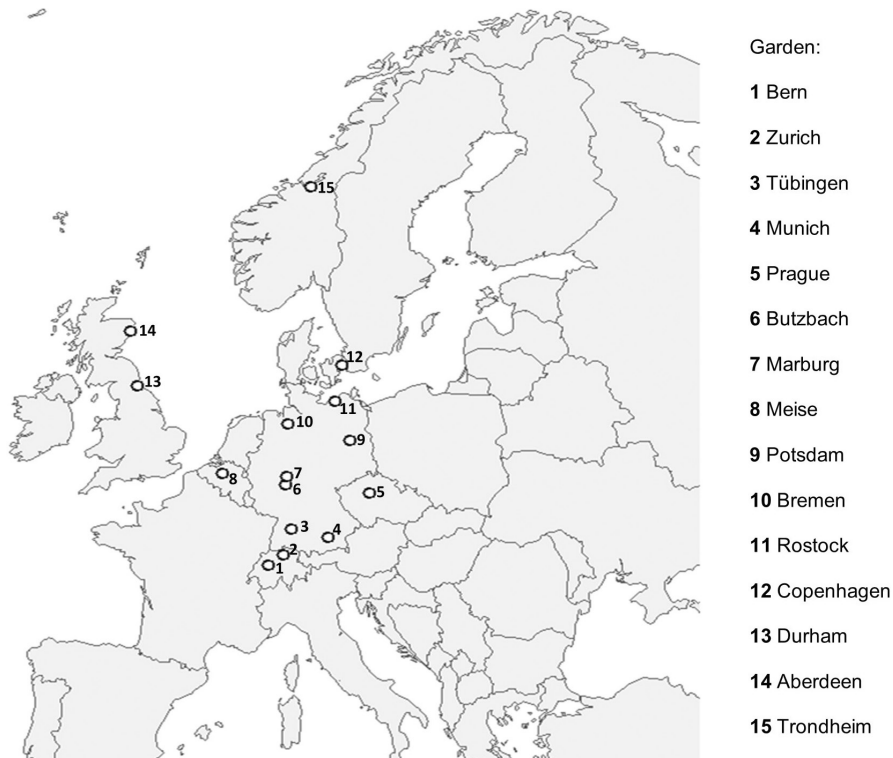 Garden:
1 Bern
2 Zurich
3 Tübingen
4 Munich
5 Prague
6 Butzbach
7 Marburg
8 Meise
9 Potsdam
10 Bremen
11 Rostock
12 Copenhagen
13 Durham
14 Aberdeen
15 Trondheim
15
14
12
13
11
10
9
7
8
6
5
3
4
2
1